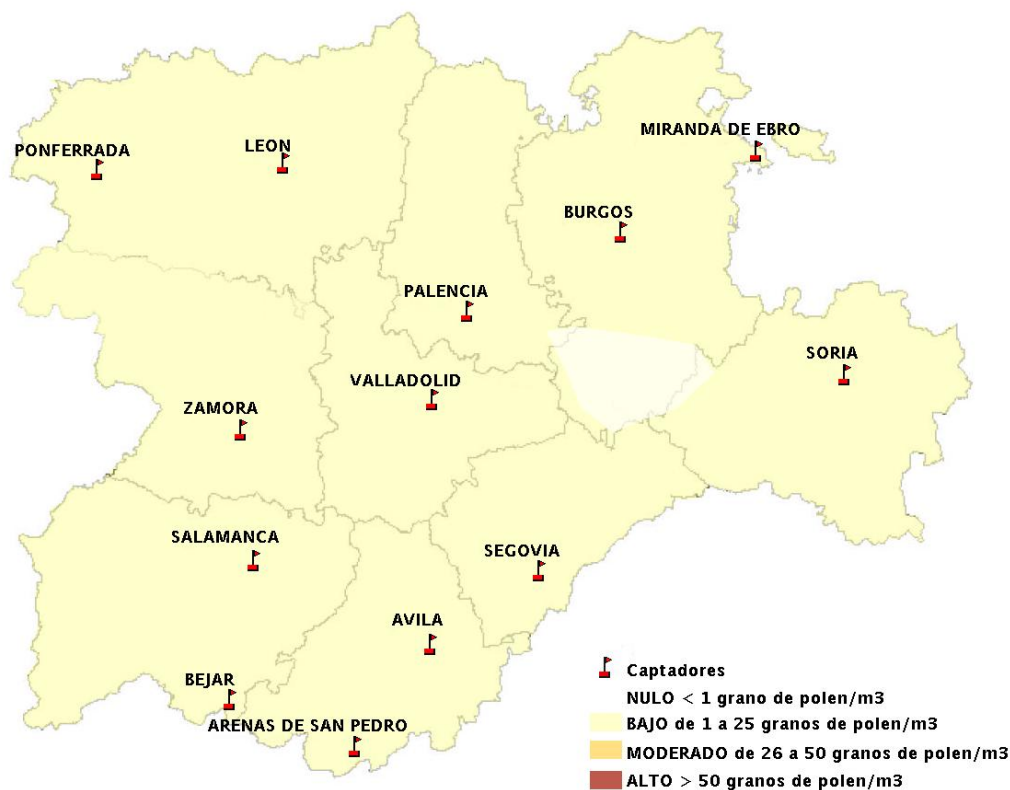 MIRANDA DE EBRO
PONFERRADA
LEON
BURGOS
PALENCIA
SORIA
VALLADOLID
ZAMORA
SALAMANCA
SEGOVIA
AVILA
BEJAR
ARENAS DE SAN PEDRO
Captadores
NULO < 1 grano de polen/m3
BAJO de 1 a 25 granos de polen/m3
MODERADO de 26 a 50 granos de polen/m3
ALTO > 50 granos de polen/m3